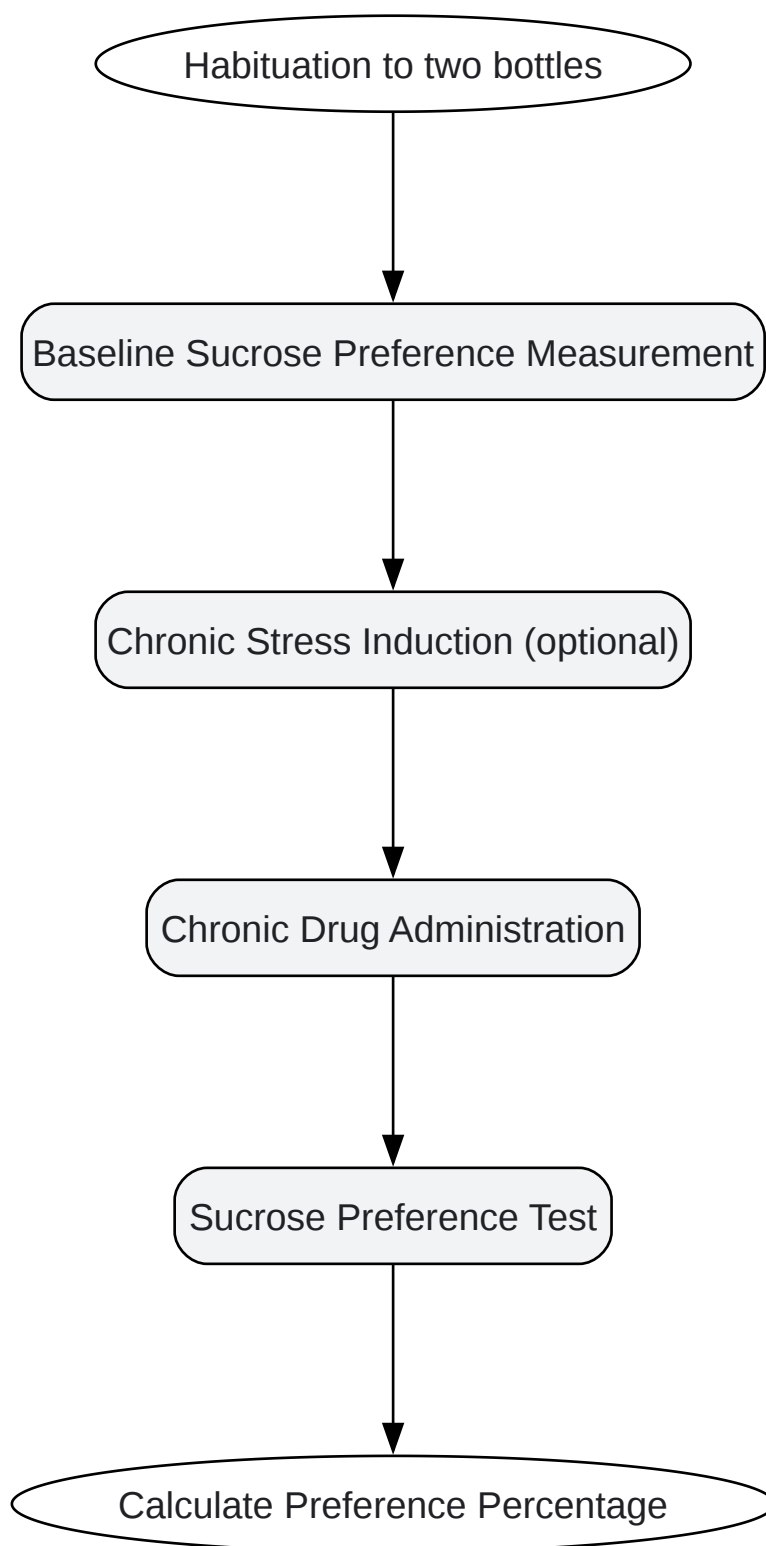 Habituation to two bottles
Baseline Sucrose Preference Measurement
Chronic Stress Induction (optional)
Chronic Drug Administration
Sucrose Preference Test
Calculate Preference Percentage